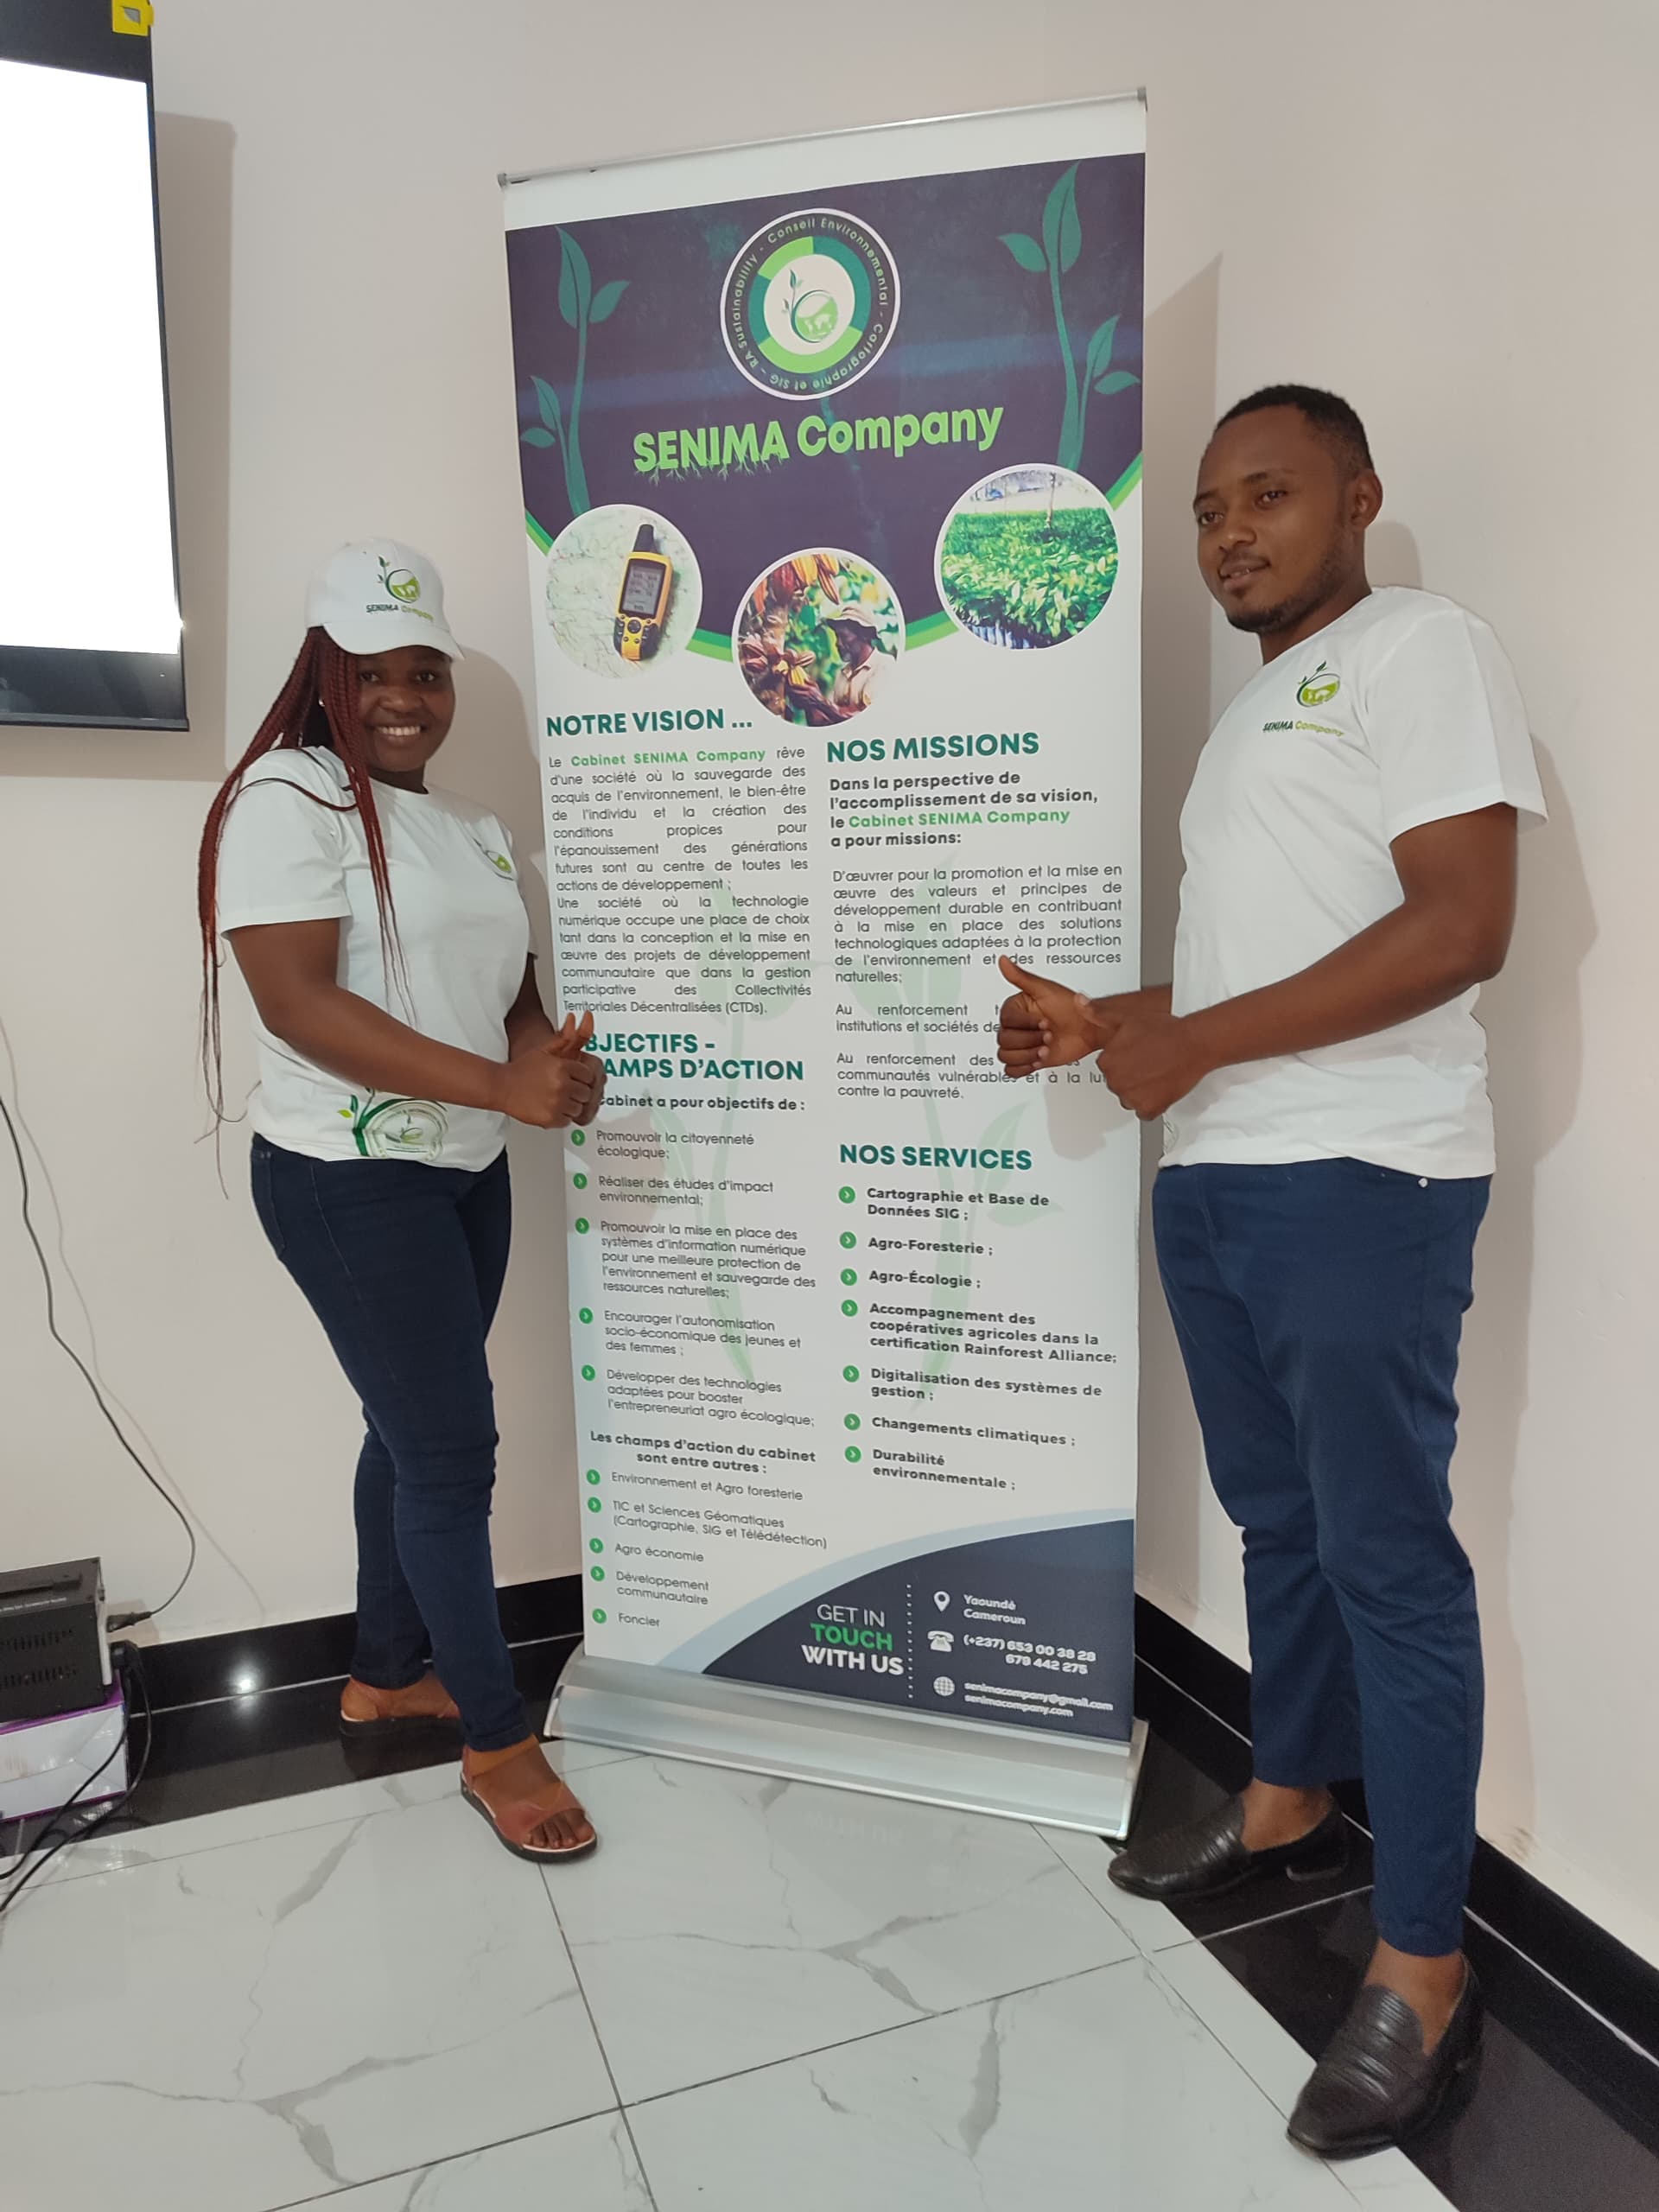 Conseil Environnemental - Cartographie et SIG - RA Sustainability -
SENIMA Company
SENIMA Company
SENIMA Company
NOTRE VISION ...
Le Cabinet SENIMA Company rêve
d'une société où la sauvegarde des
acquis de l'environnement, le bien-être
de l'individu et la création des
conditions propices pour
l'épanouissement des générations
futures sont au centre de toutes les
actions de développement ;
Une société où la technologie
numérique occupe une place de choix
tant dans la conception et la mise en
œuvre des projets de développement
communautaire que dans la gestion
participative des Collectivités
Territoriales Décentralisées (CTDs).
BJECTIFS -
AMPS D'ACTION
Cabinet a pour objectifs de :
Promouvoir la citoyenneté
écologique;
Réaliser des études d'impact
environnemental;
Promouvoir la mise en place des
systèmes d'information numérique
pour une meilleure protection de
l'environnement et sauvegarde des
ressources naturelles;
Encourager l'autonomisation
socio-économique des jeunes et
des femmes ;
Développer des technologies
adaptées pour booster
l'entrepreneuriat agro écologique;
Les champs d'action du cabinet
sont entre autres :
Environnement et Agro foresterie
TIC et Sciences Géomatiques
(Cartographie, SIG et Télédétection)
Agro économie
Développement
communautaire
Foncier
NOS MISSIONS
Dans la perspective de
l'accomplissement de sa vision,
le Cabinet SENIMA Company
a pour missions:
D'œuvrer pour la promotion et la mise en
œuvre des valeurs et principes de
développement durable en contribuant
à la mise en place des solutions
technologiques adaptées à la protection
de l'environnement et des ressources
naturelles;
Au renforcement
institutions et sociétés de
Au renforcement des
communautés vulnérables et à la lu
contre la pauvreté.
NOS SERVICES
Cartographie et Base de
Données SIG ;
Agro-Foresterie ;
Agro-Écologie ;
Accompagnement des
coopératives agricoles dans la
certification Rainforest Alliance;
Digitalisation des systèmes de
gestion ;
Changements climatiques ;
Durabilité
environnementale ;
GET IN
TOUCH
WITH US
Yaoundé
Cameroun
(+237) 653 00 38 28
679 442 275
senimacompany@gmail.com
senimacompany.com